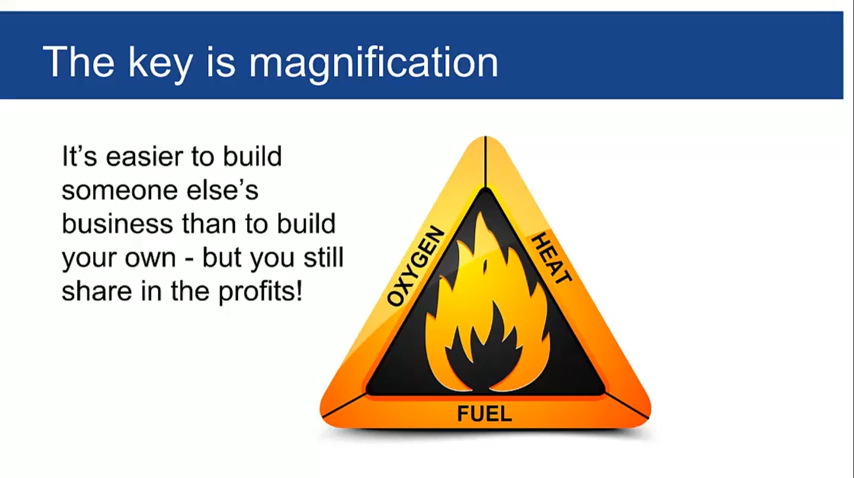 The key is magnification
It’s easier to build
someone else’s
business than to build
your own - but you still
share in the profits!
OXYGEN
HEAT
FUEL